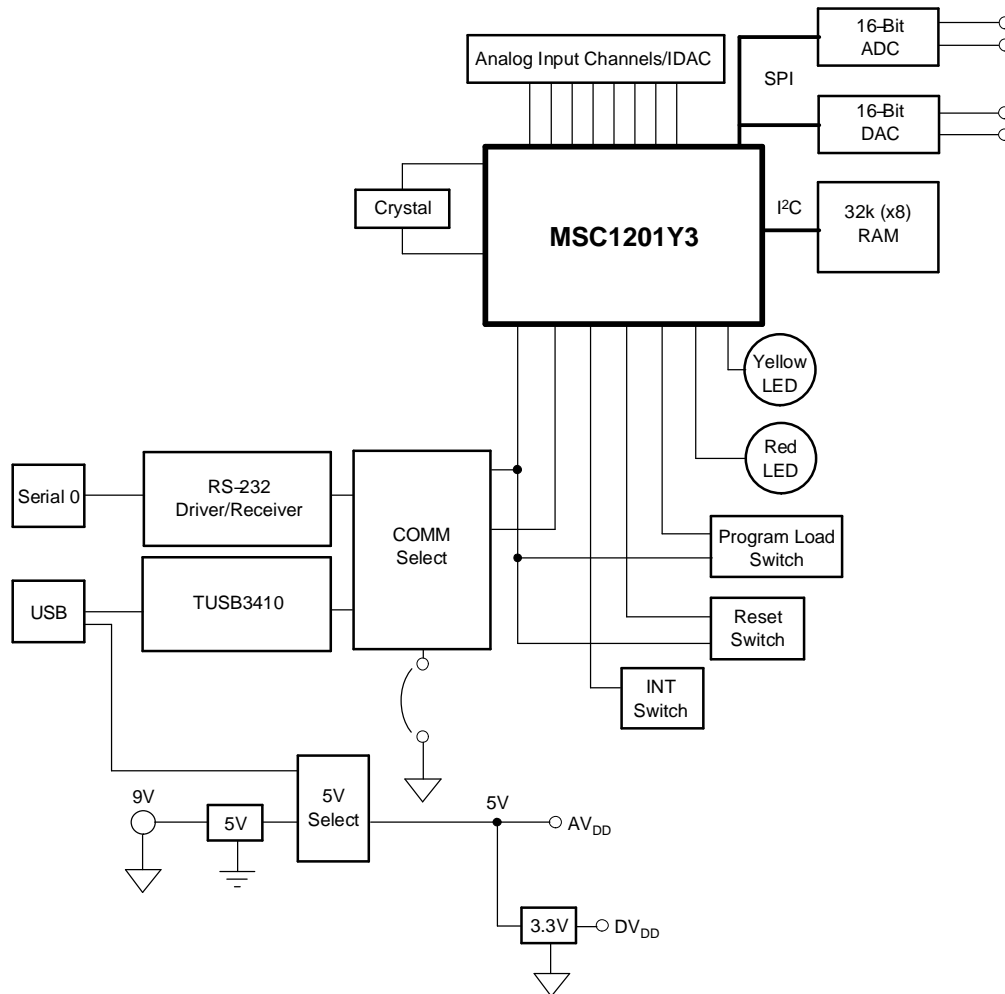 Analog Input Channels/IDAC
16–Bit
ADC
SPI
16–Bit
DAC
Crystal
MSC1201Y3
I²C
32k (x8)
RAM
Yellow
LED
Red
LED
Serial 0
RS–232
Driver/Receiver
COMM
Select
Program Load
Switch
USB
TUSB3410
Reset
Switch
INT
Switch
9V
5V
5V
Select
5V
AVDD
3.3V
DVDD